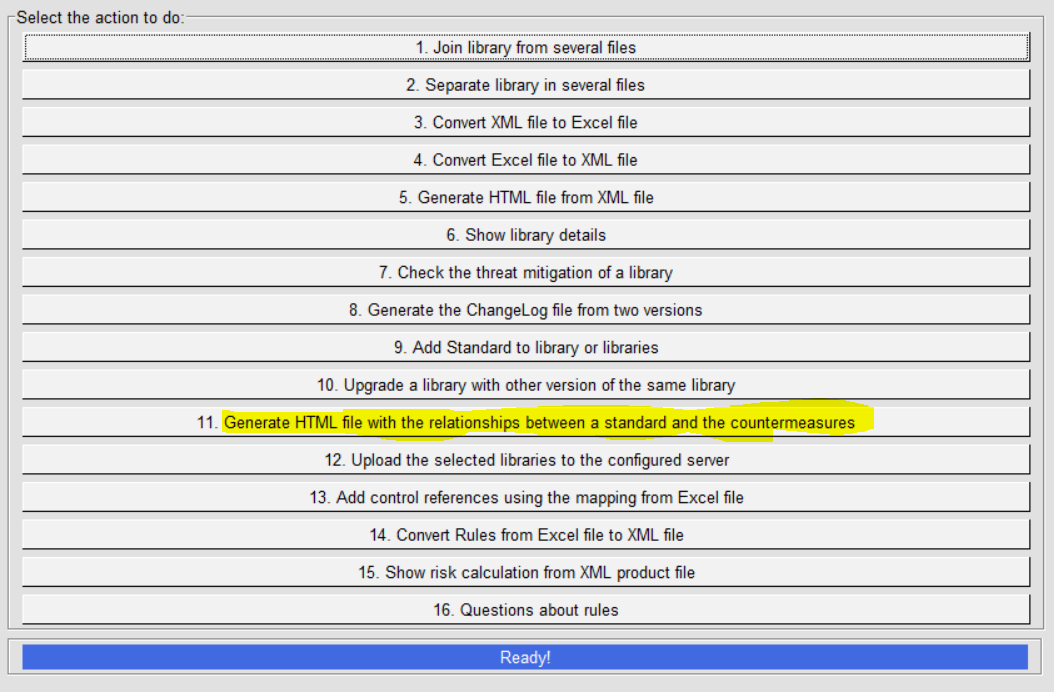 Select the action to do:
1. Join library from several files
2. Separate library in several files
3. Convert XML file to Excel file
4. Convert Excel file to XML file
5. Generate HTML file from XML file
6. Show library details
7. Check the threat mitigation of a library
8. Generate the ChangeLog file from two versions
9. Add Standard to library or libraries
10. Upgrade a library with other version of the same library
11. Generate HTML file with the relationships between a standard and the countermeasures
12. Upload the selected libraries to the configured server
13. Add control references using the mapping from Excel file
14. Convert Rules from Excel file to XML file
15. Show risk calculation from XML product file
16. Questions about rules
Ready!